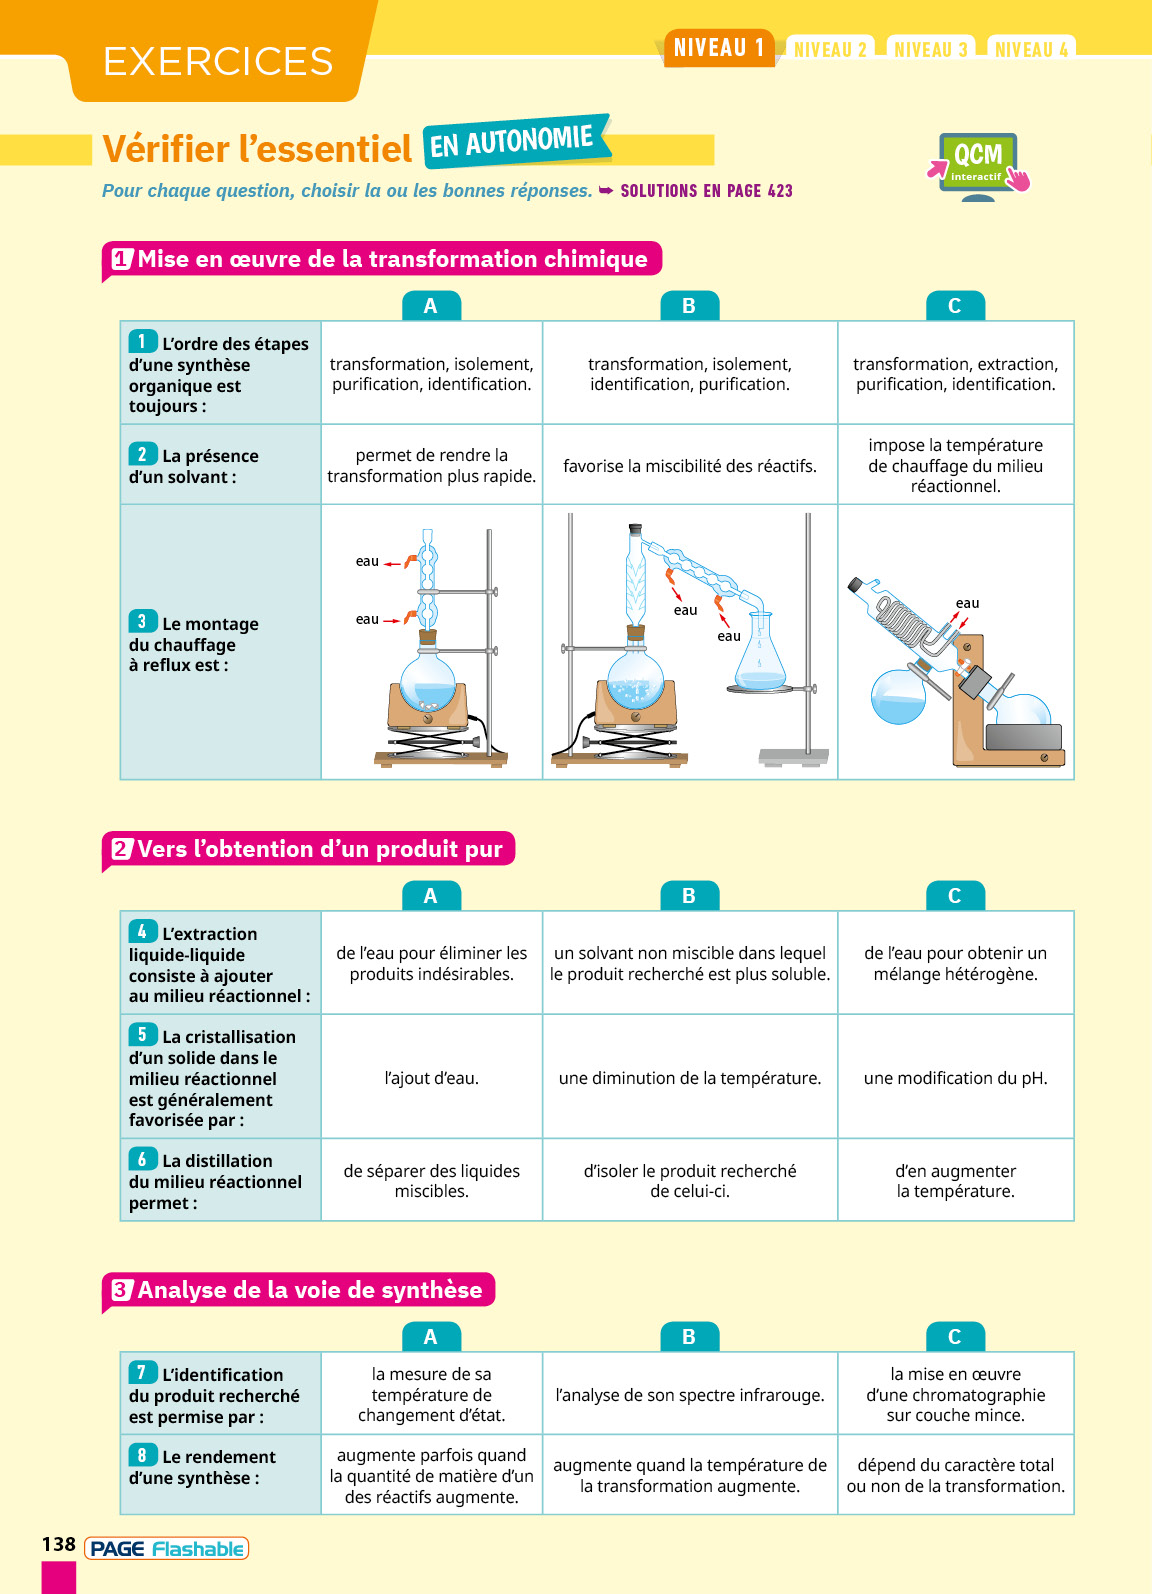 EXERCICES
NIVEAU 1
NIVEAU 2
NIVEAU 3
NIVEAU 4
Vérifier l'essentiel EN AUTONOMIE
QCM
interactif
Pour chaque question, choisir la ou les bonnes réponses. ➥ SOLUTIONS EN PAGE 423
1 Mise en œuvre de la transformation chimique
A
B
C
1 L'ordre des étapes
d'une synthèse
organique est
toujours :
transformation, isolement,
purification, identification.
transformation, isolement,
identification, purification.
transformation, extraction,
purification, identification.
2 La présence
d'un solvant :
permet de rendre la
transformation plus rapide.
favorise la miscibilité des réactifs.
impose la température
de chauffage du milieu
réactionnel.
3 Le montage
du chauffage
à reflux est :
eau
eau
eau
eau
eau
2 Vers l'obtention d'un produit pur
A
B
C
4 L'extraction
liquide-liquide
consiste à ajouter
au milieu réactionnel :
de l'eau pour éliminer les
produits indésirables.
un solvant non miscible dans lequel
le produit recherché est plus soluble.
de l'eau pour obtenir un
mélange hétérogène.
5 La cristallisation
d'un solide dans le
milieu réactionnel
est généralement
favorisée par :
l'ajout d'eau.
une diminution de la température.
une modification du pH.
6 La distillation
du milieu réactionnel
permet :
de séparer des liquides
miscibles.
d'isoler le produit recherché
de celui-ci.
d'en augmenter
la température.
3 Analyse de la voie de synthèse
A
B
C
7 L'identification
du produit recherché
est permise par :
la mesure de sa
température de
changement d'état.
l'analyse de son spectre infrarouge.
la mise en œuvre
d'une chromatographie
sur couche mince.
8 Le rendement
d'une synthèse :
augmente parfois quand
la quantité de matière d'un
des réactifs augmente.
augmente quand la température de
la transformation augmente.
dépend du caractère total
ou non de la transformation.
138 PAGE Flashable